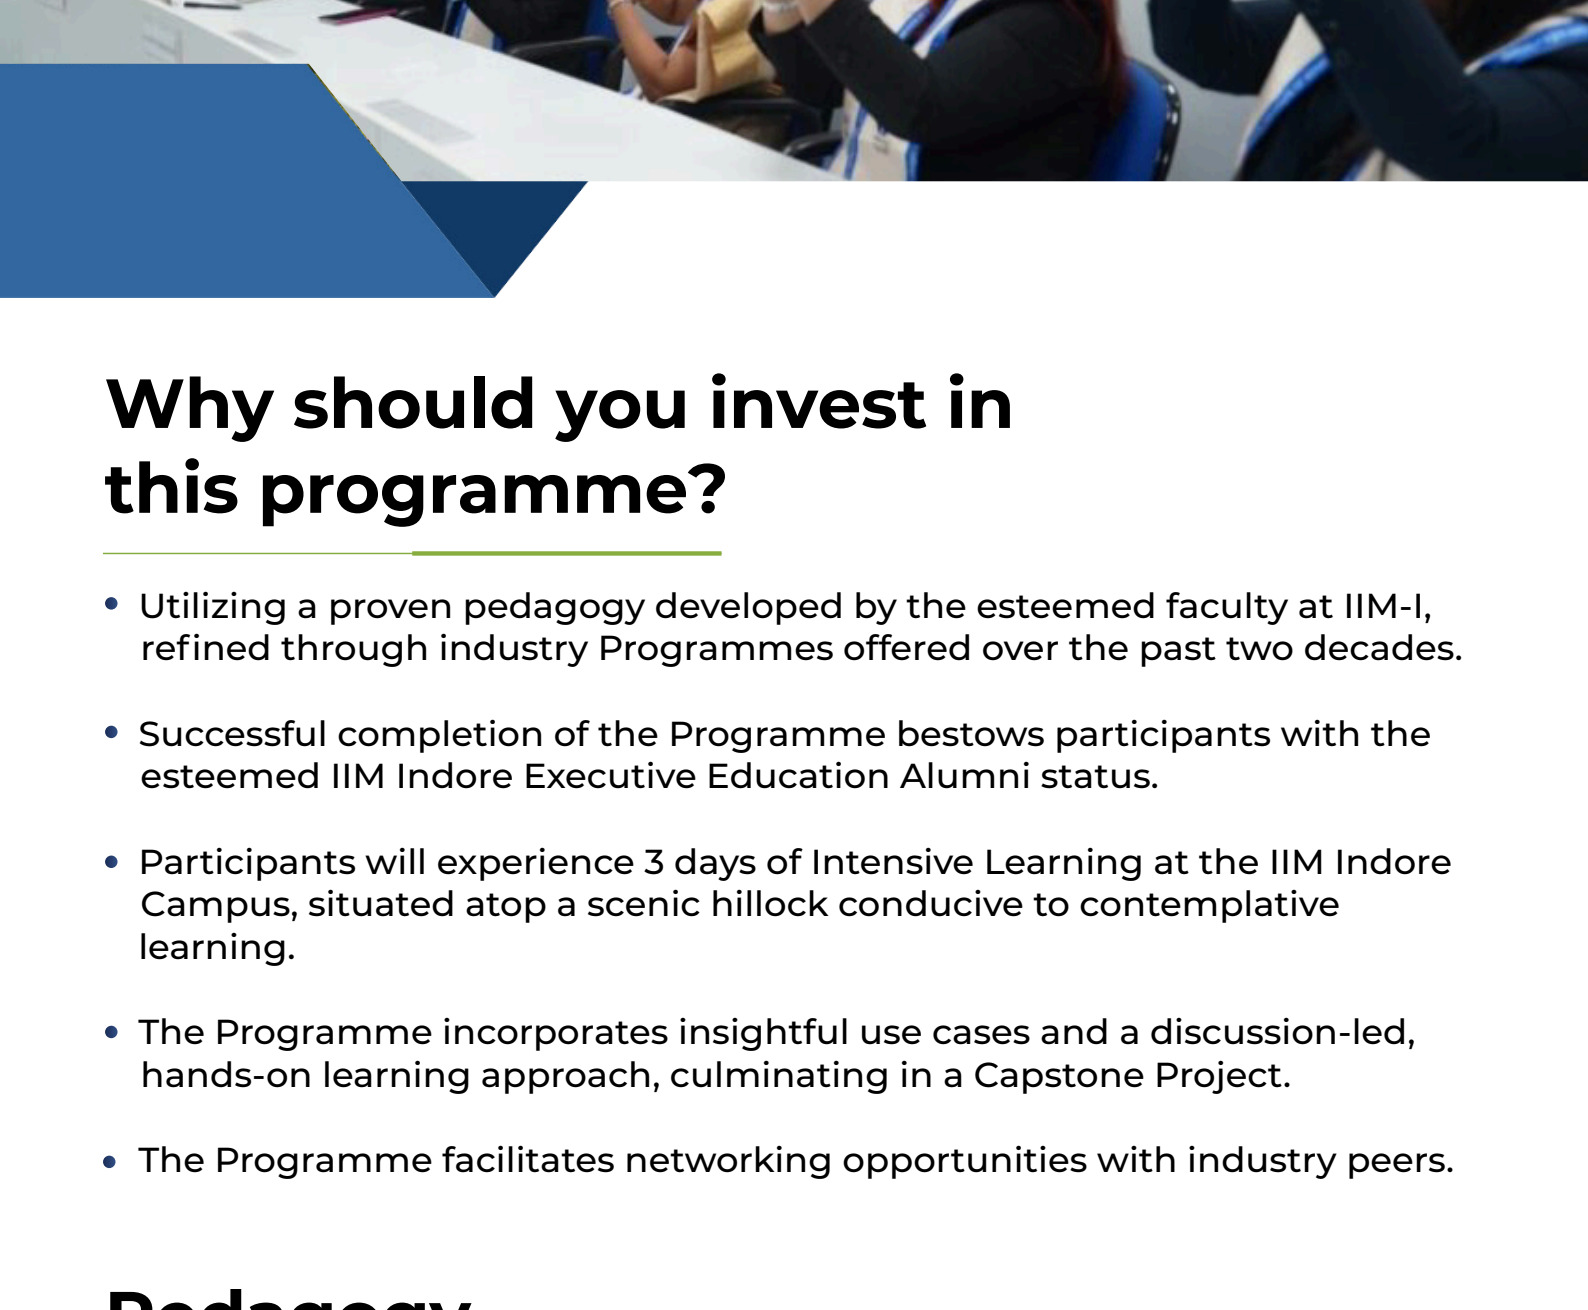 Why should you invest in
this programme?
• Utilizing a proven pedagogy developed by the esteemed faculty at IIM-I,
refined through industry Programmes offered over the past two decades.
• Successful completion of the Programme bestows participants with the
esteemed IIM Indore Executive Education Alumni status.
• Participants will experience 3 days of Intensive Learning at the IIM Indore
Campus, situated atop a scenic hillock conducive to contemplative
learning.
• The Programme incorporates insightful use cases and a discussion-led,
hands-on learning approach, culminating in a Capstone Project.
• The Programme facilitates networking opportunities with industry peers.
Pedagogy